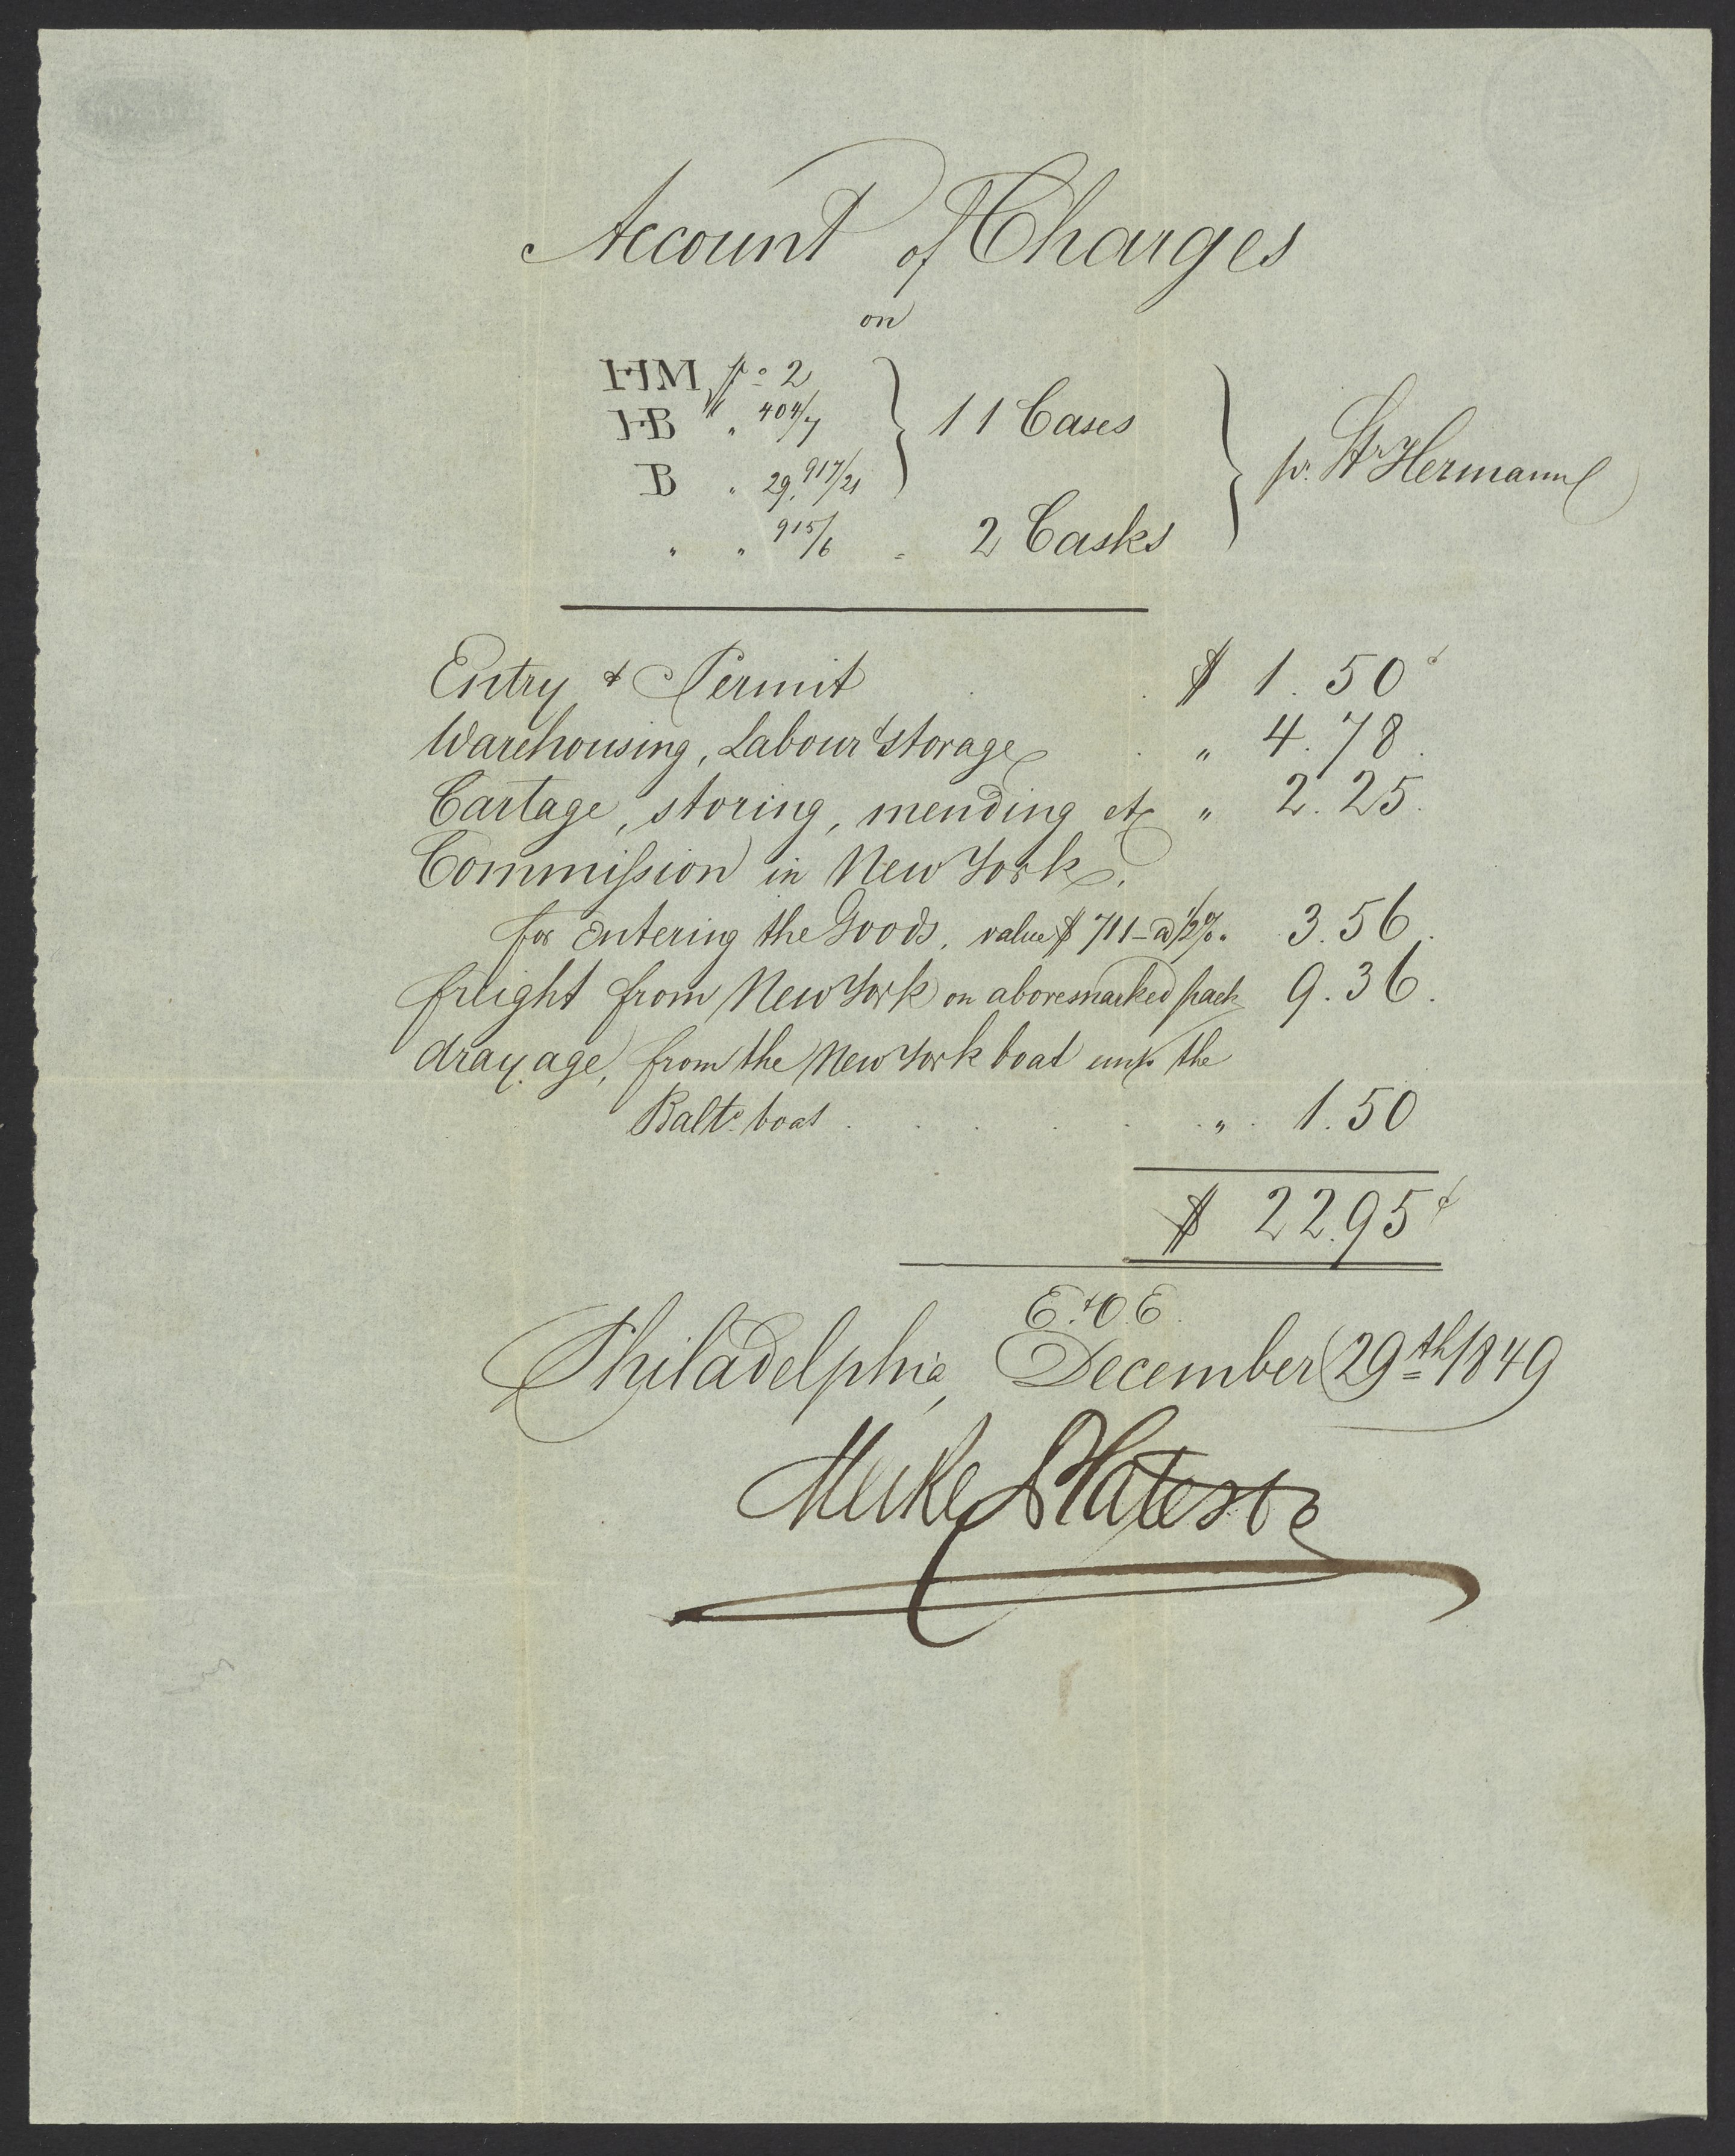 Account of Charges
on
HM No 2
HB " " 404/7 } 11 Cases
B " 29, 917/21
" " 915/6 = 2 Casks } pr. Str Hermann
Entry & Permit $ 1.50 c
Warehousing, Labour & storage " 4.78.
Cartage, storing, mending etc " 2.25.
Commission in New York.
for entering the Goods, value $ 711 - a 1/2 % " 3.56.
freight from New York on abovemarked pack 9.36.
drayage, from the New York boat unto the
Balto. boat " 1.50
$ 22.95 c
E. & O. E.
Philadelphia, December 29th 1849